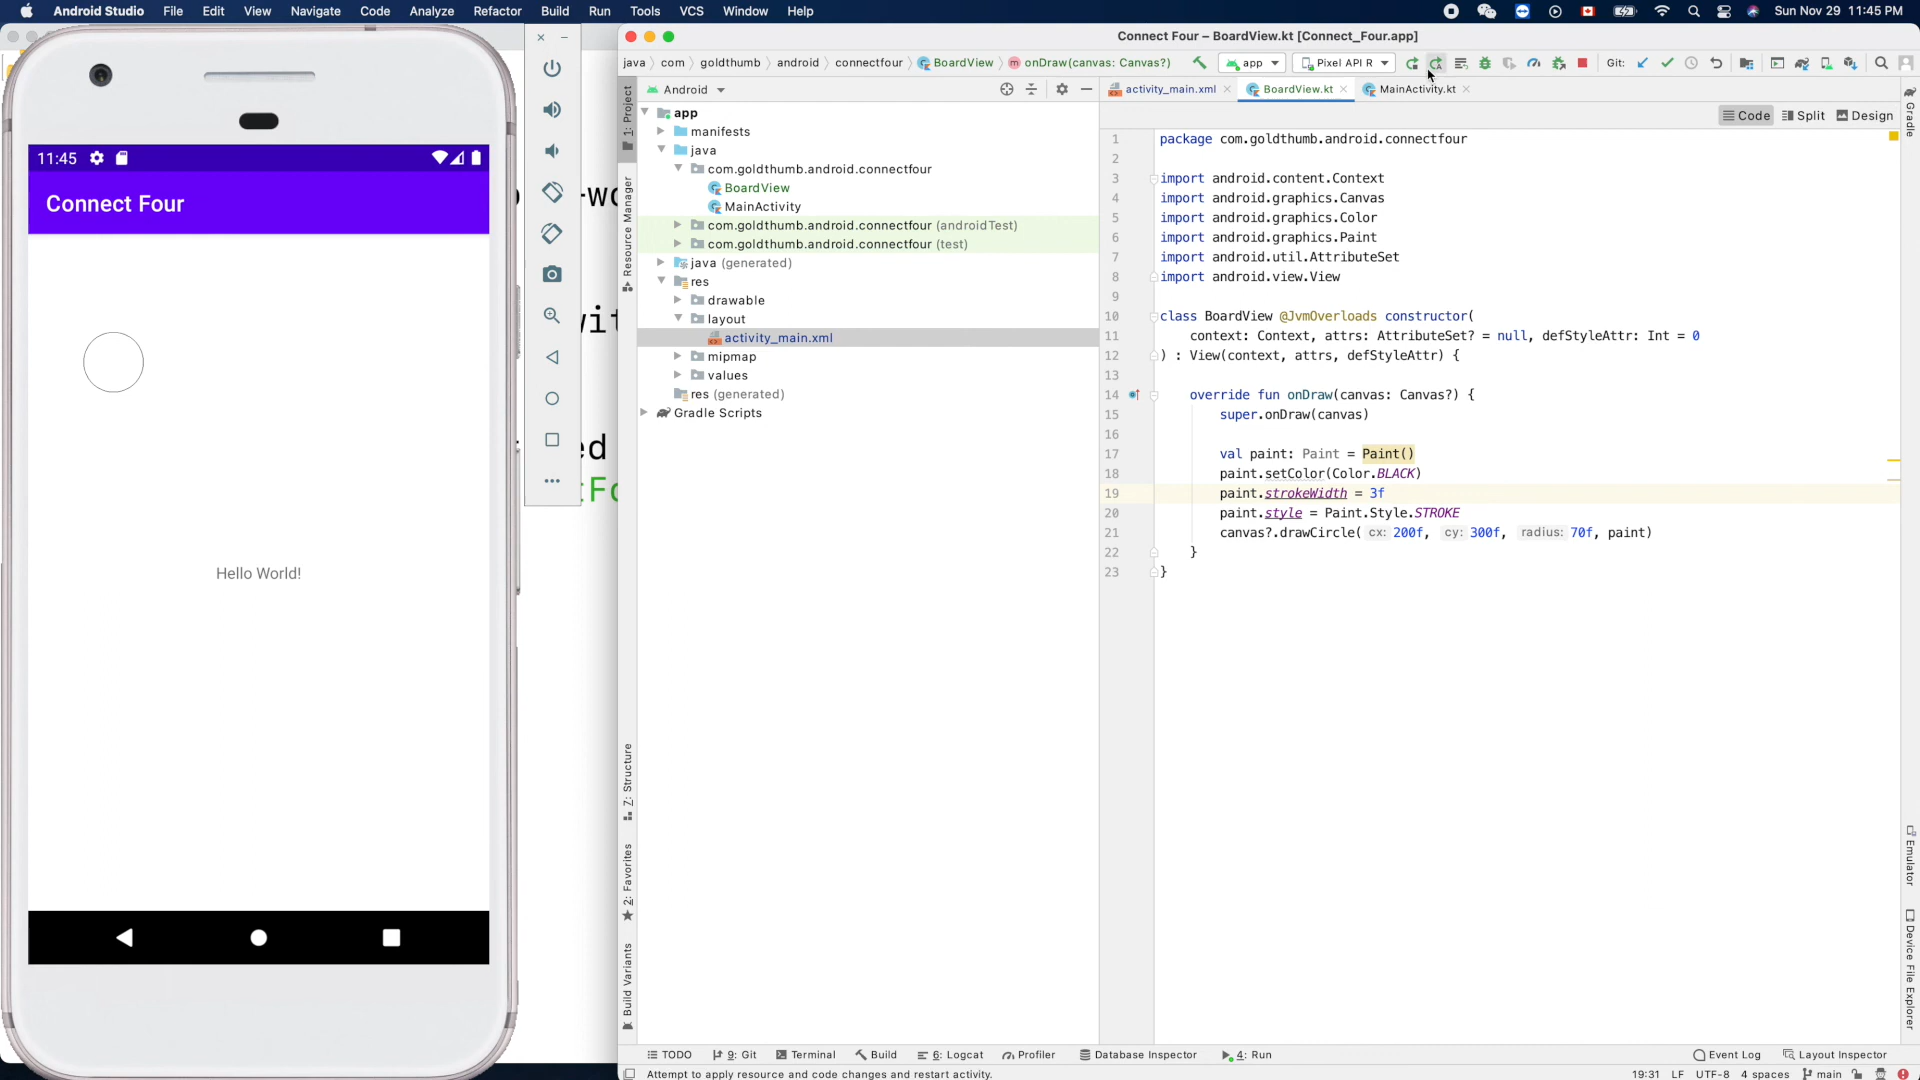 Android Studio File Edit View Navigate Code Analyze Refactor Build Run Tools VCS Window Help Sun Nov 29 11:45 PM
Connect Four – BoardView.kt [Connect_Four.app]
java com goldthumb android connectfour BoardView onDraw(canvas: Canvas?) app Pixel API R Git:
Android
activity_main.xml BoardView.kt MainActivity.kt
Code Split Design
11:45
Connect Four
Hello World!
1: Project
Resource Manager
Z: Structure
2: Favorites
Build Variants
app
manifests
java
com.goldthumb.android.connectfour
BoardView
MainActivity
com.goldthumb.android.connectfour (androidTest)
com.goldthumb.android.connectfour (test)
java (generated)
res
drawable
layout
activity_main.xml
mipmap
values
res (generated)
Gradle Scripts
1 package com.goldthumb.android.connectfour
2
3 import android.content.Context
4 import android.graphics.Canvas
5 import android.graphics.Color
6 import android.graphics.Paint
7 import android.util.AttributeSet
8 import android.view.View
9
10 class BoardView @JvmOverloads constructor(
11 context: Context, attrs: AttributeSet? = null, defStyleAttr: Int = 0
12 ) : View(context, attrs, defStyleAttr) {
13
14 override fun onDraw(canvas: Canvas?) {
15 super.onDraw(canvas)
16
17 val paint: Paint = Paint()
18 paint.setColor(Color.BLACK)
19 paint.strokeWidth = 3f
20 paint.style = Paint.Style.STROKE
21 canvas?.drawCircle( cx: 200f, cy: 300f, radius: 70f, paint)
22 }
23 }
Gradle
Emulator
Device File Explorer
TODO 9: Git Terminal Build 6: Logcat Profiler Database Inspector 4: Run Event Log Layout Inspector
Attempt to apply resource and code changes and restart activity. 19:31 LF UTF-8 4 spaces main